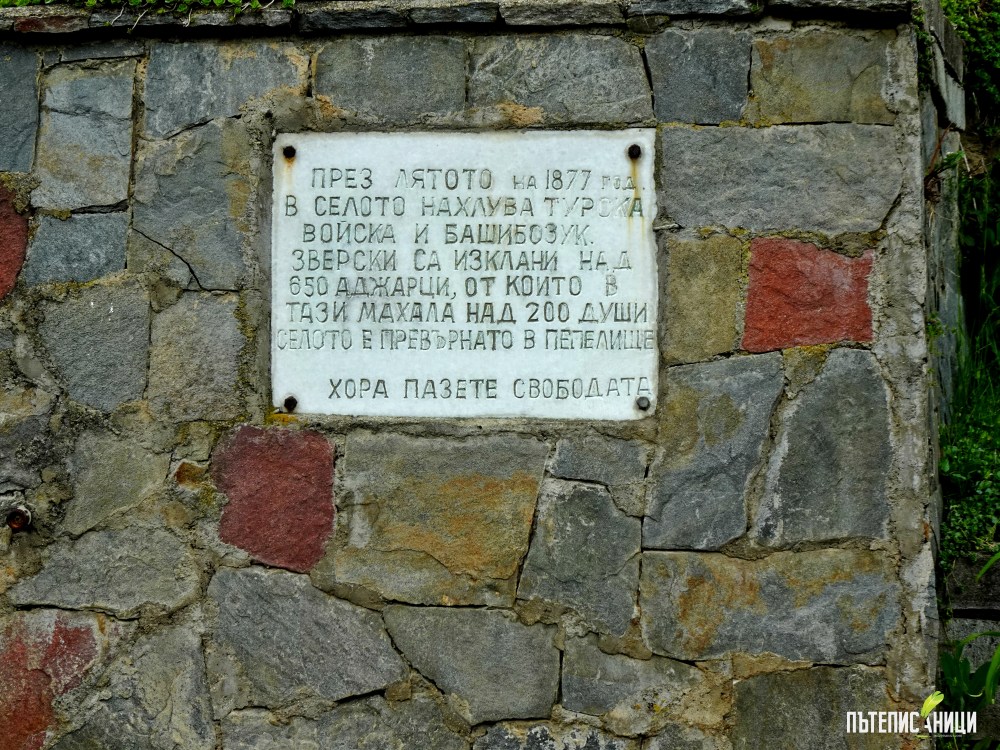 ПРЕЗ ЛЯТОТО НА 1877 ГОД.
В СЕЛОТО НАХЛУВА ТУРСКА
ВОЙСКА И БАШИБОЗУК.
ЗВЕРСКИ СА ИЗКЛАНИ НАД
650 АДЖАРЦИ, ОТ КОИТО В
ТАЗИ МАХАЛА НАД 200 ДУШИ
СЕЛОТО Е ПРЕВЪРНАТО В ПЕПЕЛИЩЕ
ХОРА ПАЗЕТЕ СВОБОДАТА
ПЪТЕПИСАНИЦИ